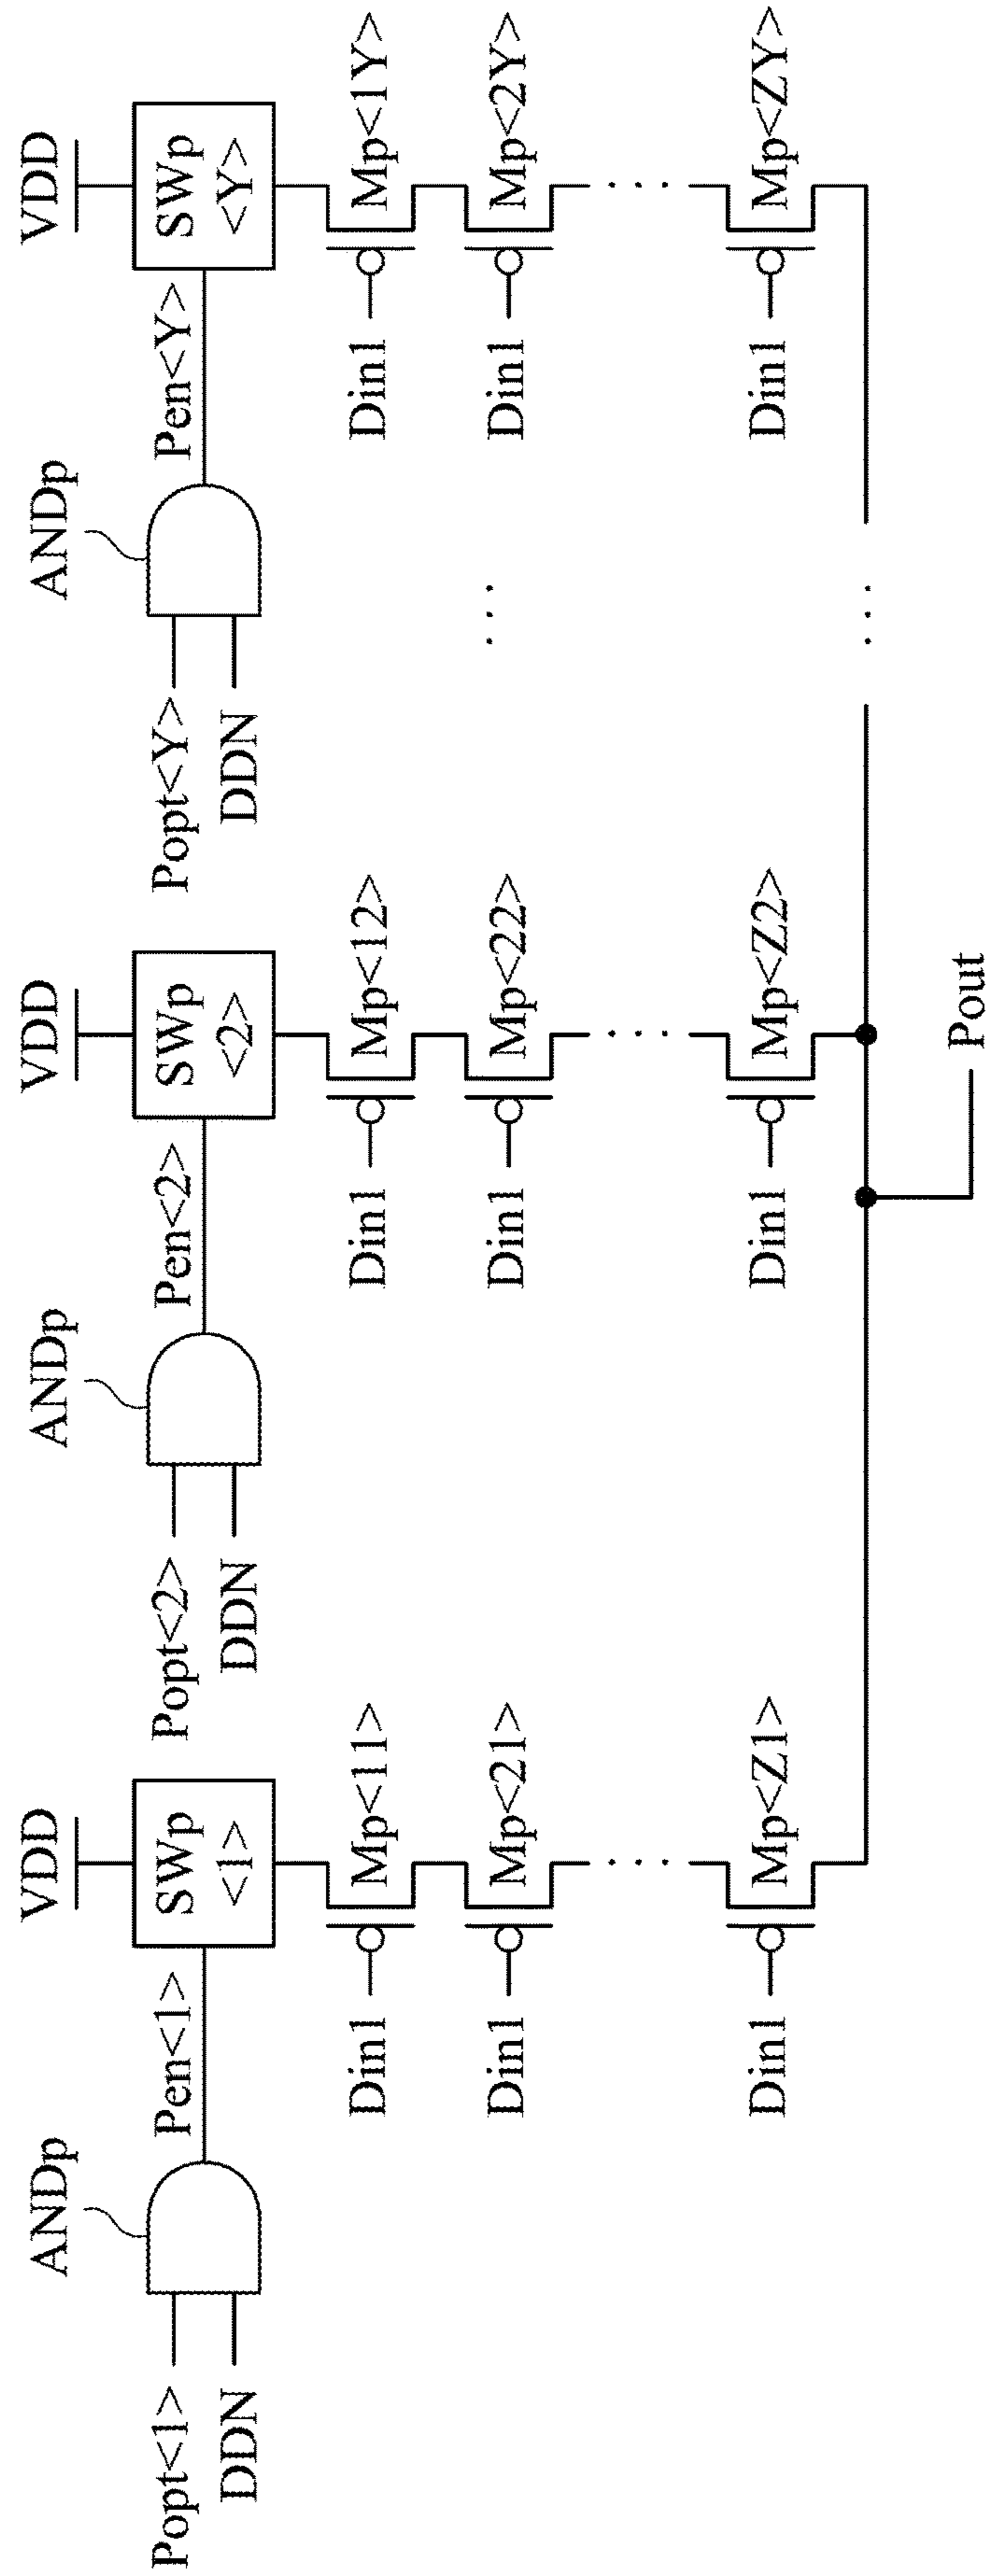 VDD
ANDp
Popt<1>
DDN
Pen<1>
SWp
<1>
Din1
Mp<11>
Din1
Mp<21>
Din1
Mp<Z1>
VDD
ANDp
Popt<2>
DDN
Pen<2>
SWp
<2>
Din1
Mp<12>
Din1
Mp<22>
Din1
Mp<Z2>
VDD
ANDp
Popt<Y>
DDN
Pen<Y>
SWp
<Y>
Din1
Mp<1Y>
Din1
Mp<2Y>
Din1
Mp<ZY>
Pout